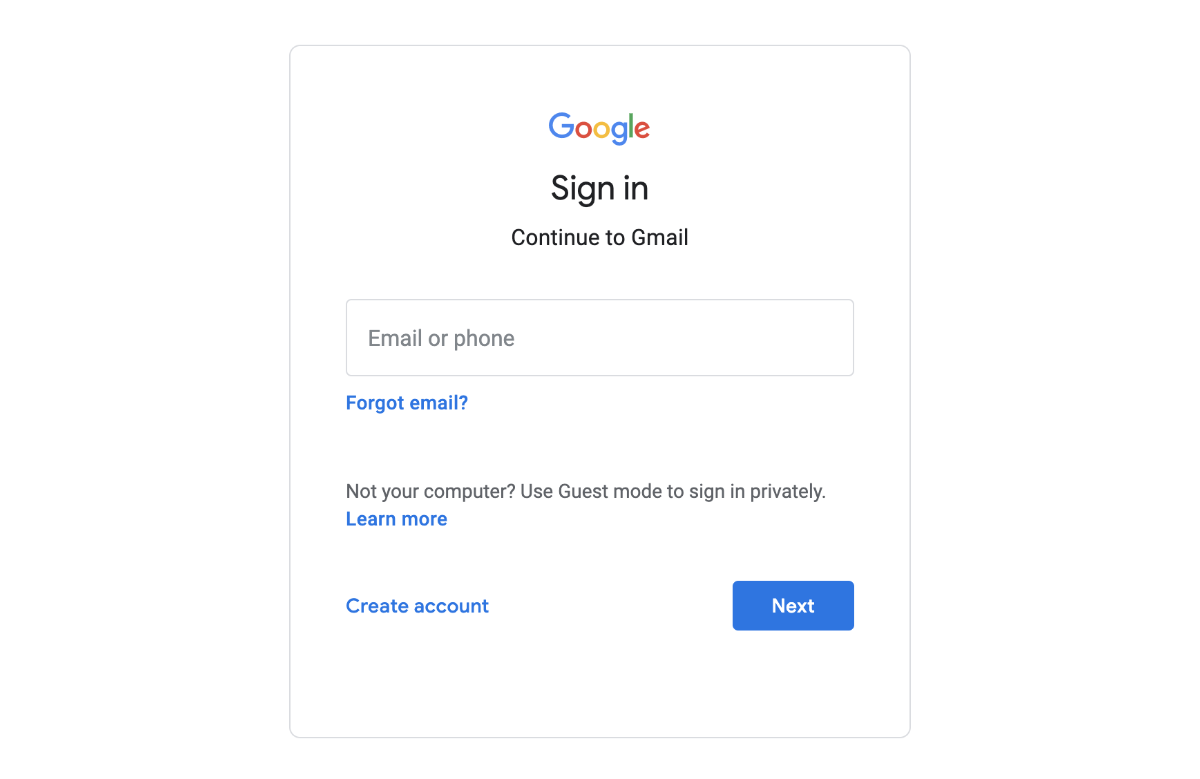 Google
Sign in
Continue to Gmail
Email or phone
Forgot email?
Not your computer? Use Guest mode to sign in privately.
Learn more
Create account
Next